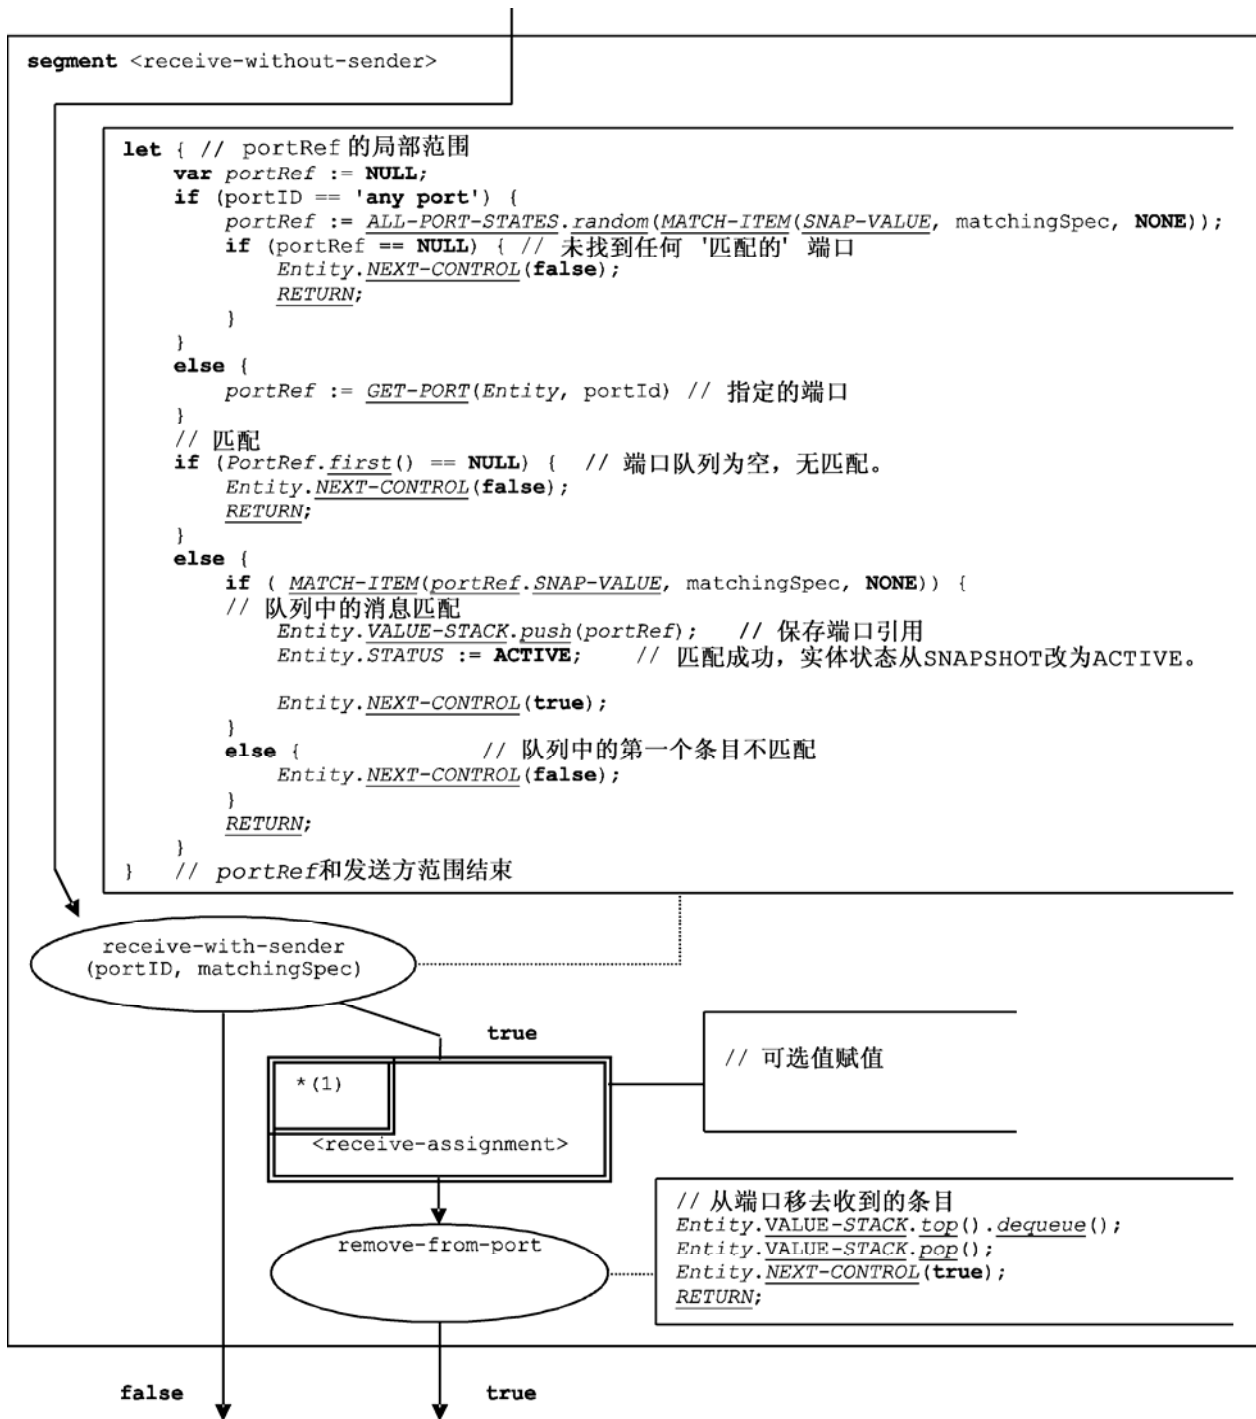 segment <receive-without-sender>
let { // portRef 的局部范围
var portRef := NULL;
if (portID == 'any port') {
portRef := ALL-PORT-STATES.random(MATCH-ITEM(SNAP-VALUE, matchingSpec, NONE));
if (portRef == NULL) { // 未找到任何 '匹配的' 端口
Entity.NEXT-CONTROL(false);
RETURN;
}
}
else {
portRef := GET-PORT(Entity, portId) // 指定的端口
}
// 匹配
if (PortRef.first() == NULL) { // 端口队列为空，无匹配。
Entity.NEXT-CONTROL(false);
RETURN;
}
else {
if ( MATCH-ITEM(portRef.SNAP-VALUE, matchingSpec, NONE)) {
// 队列中的消息匹配
Entity.VALUE-STACK.push(portRef); // 保存端口引用
Entity.STATUS := ACTIVE; // 匹配成功，实体状态从SNAPSHOT改为ACTIVE。
Entity.NEXT-CONTROL(true);
}
else { // 队列中的第一个条目不匹配
Entity.NEXT-CONTROL(false);
}
RETURN;
}
} // portRef和发送方范围结束
receive-with-sender
(portID, matchingSpec)
true
// 可选值赋值
*(1)
<receive-assignment>
// 从端口移去收到的条目
Entity.VALUE-STACK.top().dequeue();
Entity.VALUE-STACK.pop();
Entity.NEXT-CONTROL(true);
RETURN;
remove-from-port
false
true